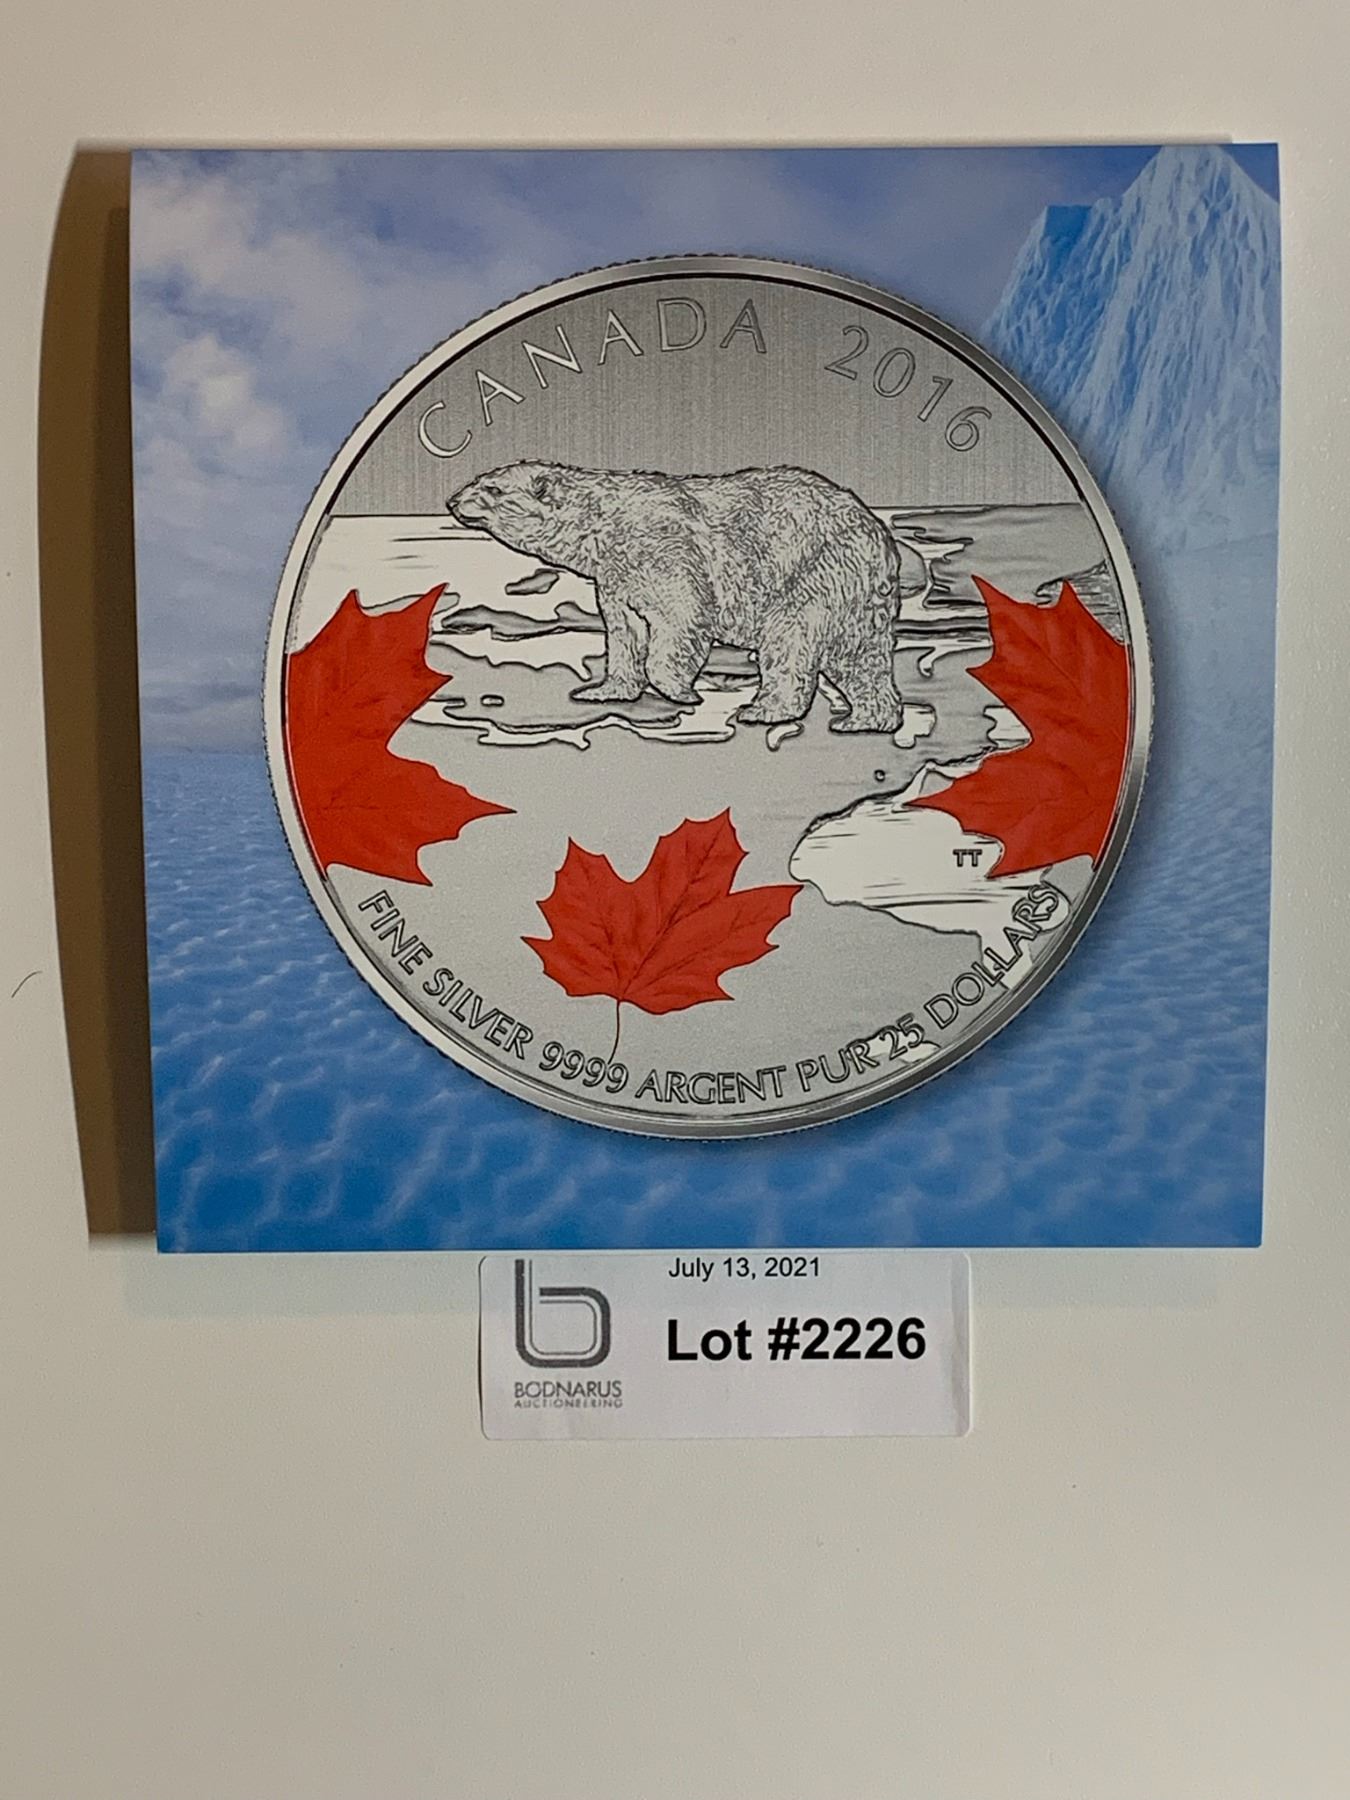 CANADA 2016
TT
FINE SILVER 9999 ARGENT PUR 25 DOLLARS
July 13, 2021
Lot #2226
b
BODNARUS
AUCTIONEERING